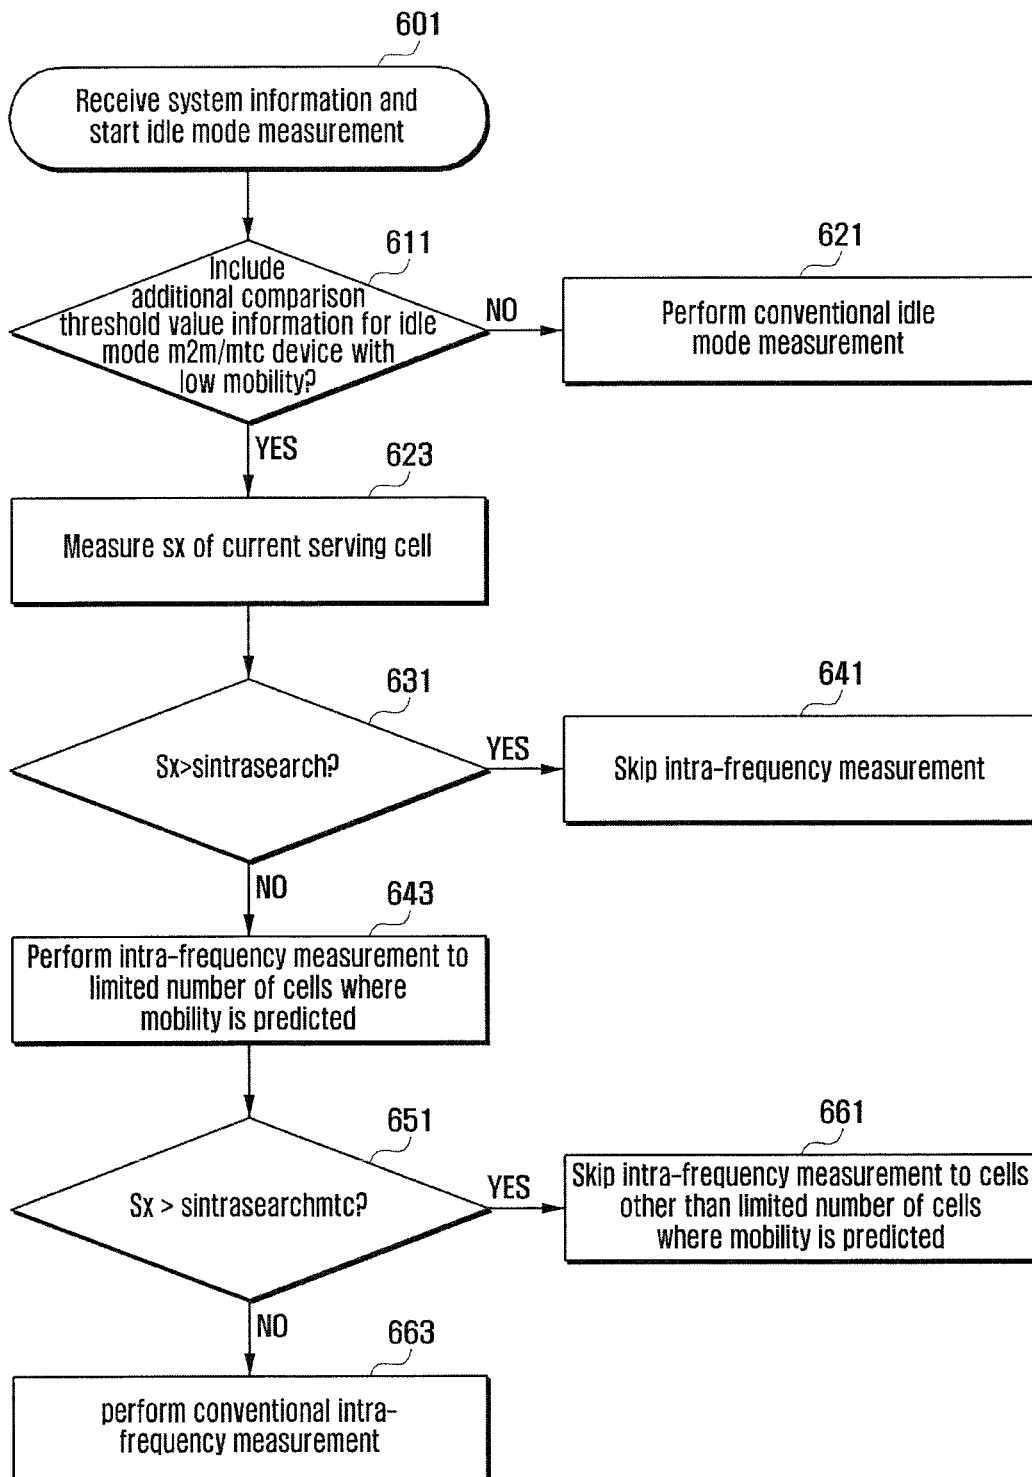 601
Receive system information and
start idle mode measurement
611
Include
additional comparison
threshold value information for idle
mode m2m/mtc device with
low mobility?
NO
621
Perform conventional idle
mode measurement
YES
623
Measure sx of current serving cell
631
Sx>sintrasearch?
YES
641
Skip intra-frequency measurement
NO
643
Perform intra-frequency measurement to
limited number of cells where
mobility is predicted
651
Sx > sintrasearchmtc?
YES
661
Skip intra-frequency measurement to cells
other than limited number of cells
where mobility is predicted
NO
663
perform conventional intra-
frequency measurement